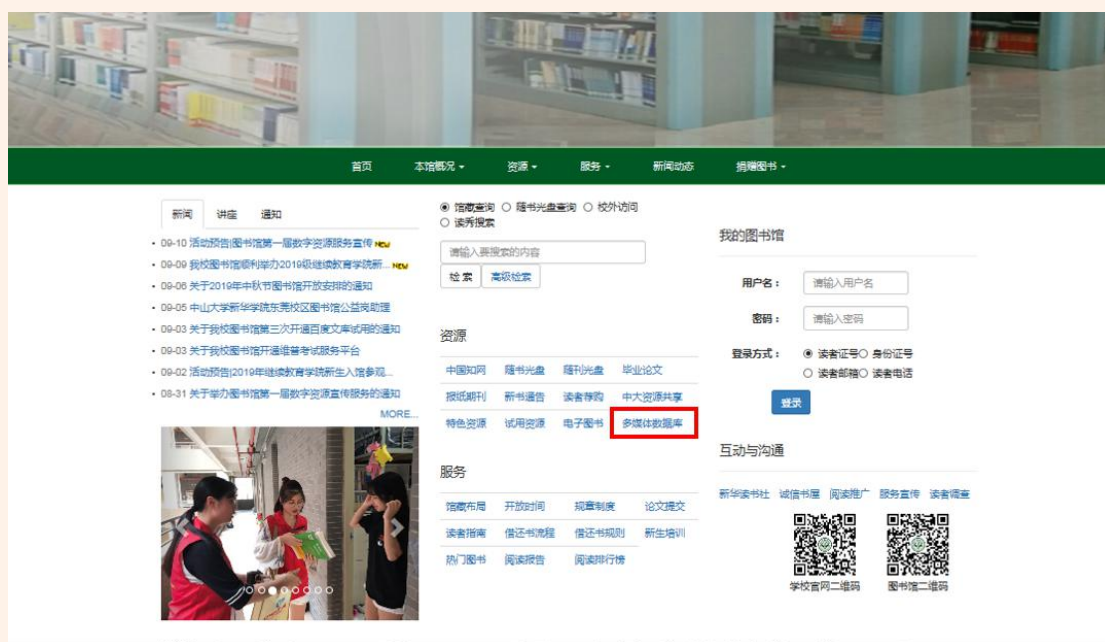 首页 本馆概况 资源 服务 新闻动态 捐赠图书
新闻 讲座 通知
09-10 活动预告|图书馆第一届数字资源服务宣传 NEW
09-09 我校图书馆顺利举办2019级继续教育学院新... NEW
09-06 关于2019年中秋节图书馆开放安排的通知
09-05 中山大学新华学院东莞校区图书馆公益岗助理
09-03 关于我校图书馆第三次开通百度文库试用的通知
09-03 关于我校图书馆开通维普考试服务平台
09-02 活动预告|2019年继续教育学院新生入馆参观...
08-31 关于举办图书馆第一届数字资源宣传服务的通知
MORE...
馆藏查询 随书光盘查询 校外访问
读秀搜索
请输入要搜索的内容
检 索 高级检索
资源
中国知网 随书光盘 随刊光盘 毕业论文
报纸期刊 新书通告 读者荐购 中大资源共享
特色资源 试用资源 电子图书 多媒体数据库
服务
馆藏布局 开放时间 规章制度 论文提交
读者指南 借还书流程 借还书规则 新生培训
热门图书 阅读报告 阅读排行榜
我的图书馆
用户名： 请输入用户名
密码： 请输入密码
登录方式： 读者证号 身份证号
读者邮箱 读者电话
登录
互动与沟通
新华读书社 诚信书屋 阅读推广 服务宣传 读者调查
学校官网二维码 图书馆二维码